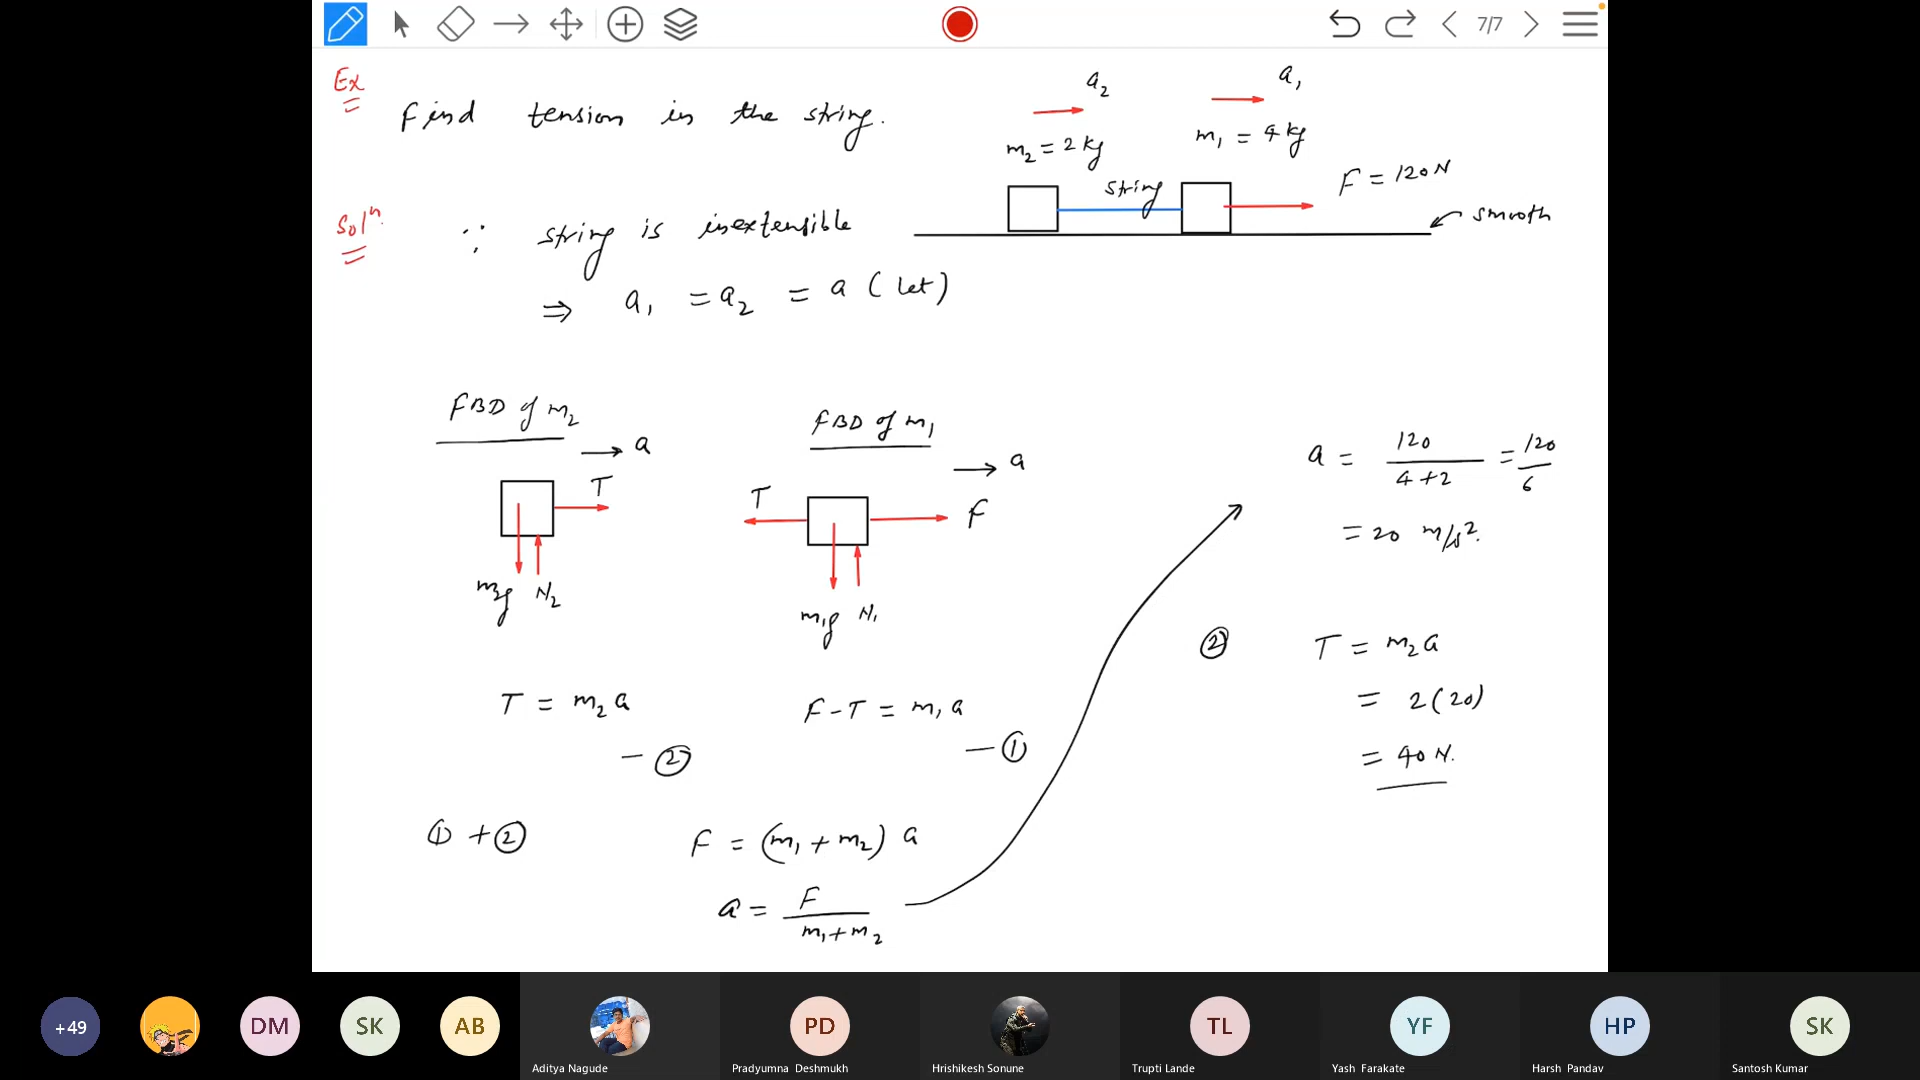 7/7
Ex
Find tension in the string.
a2
a1
m2 = 2 kg
m1 = 4 kg
string
F = 120 N
smooth
Solⁿ.
∵ string is inextensible
⇒ a1 = a2 = a (let)
FBD of m2
a
T
m2g N2
T = m2 a
— ②
FBD of m1
a
T
F
m1g N1
F - T = m1 a
— ①
① + ②
F = (m1 + m2) a
a = F / m1 + m2
a = 120 / 4+2 = 120 / 6
= 20 m/s².
② T = m2 a
= 2(20)
= 40 N.
+49
DM
SK
AB
Aditya Nagude
PD
Pradyumna Deshmukh
Hrishikesh Sonune
TL
Trupti Lande
YF
Yash Farakate
HP
Harsh Pandav
SK
Santosh Kumar